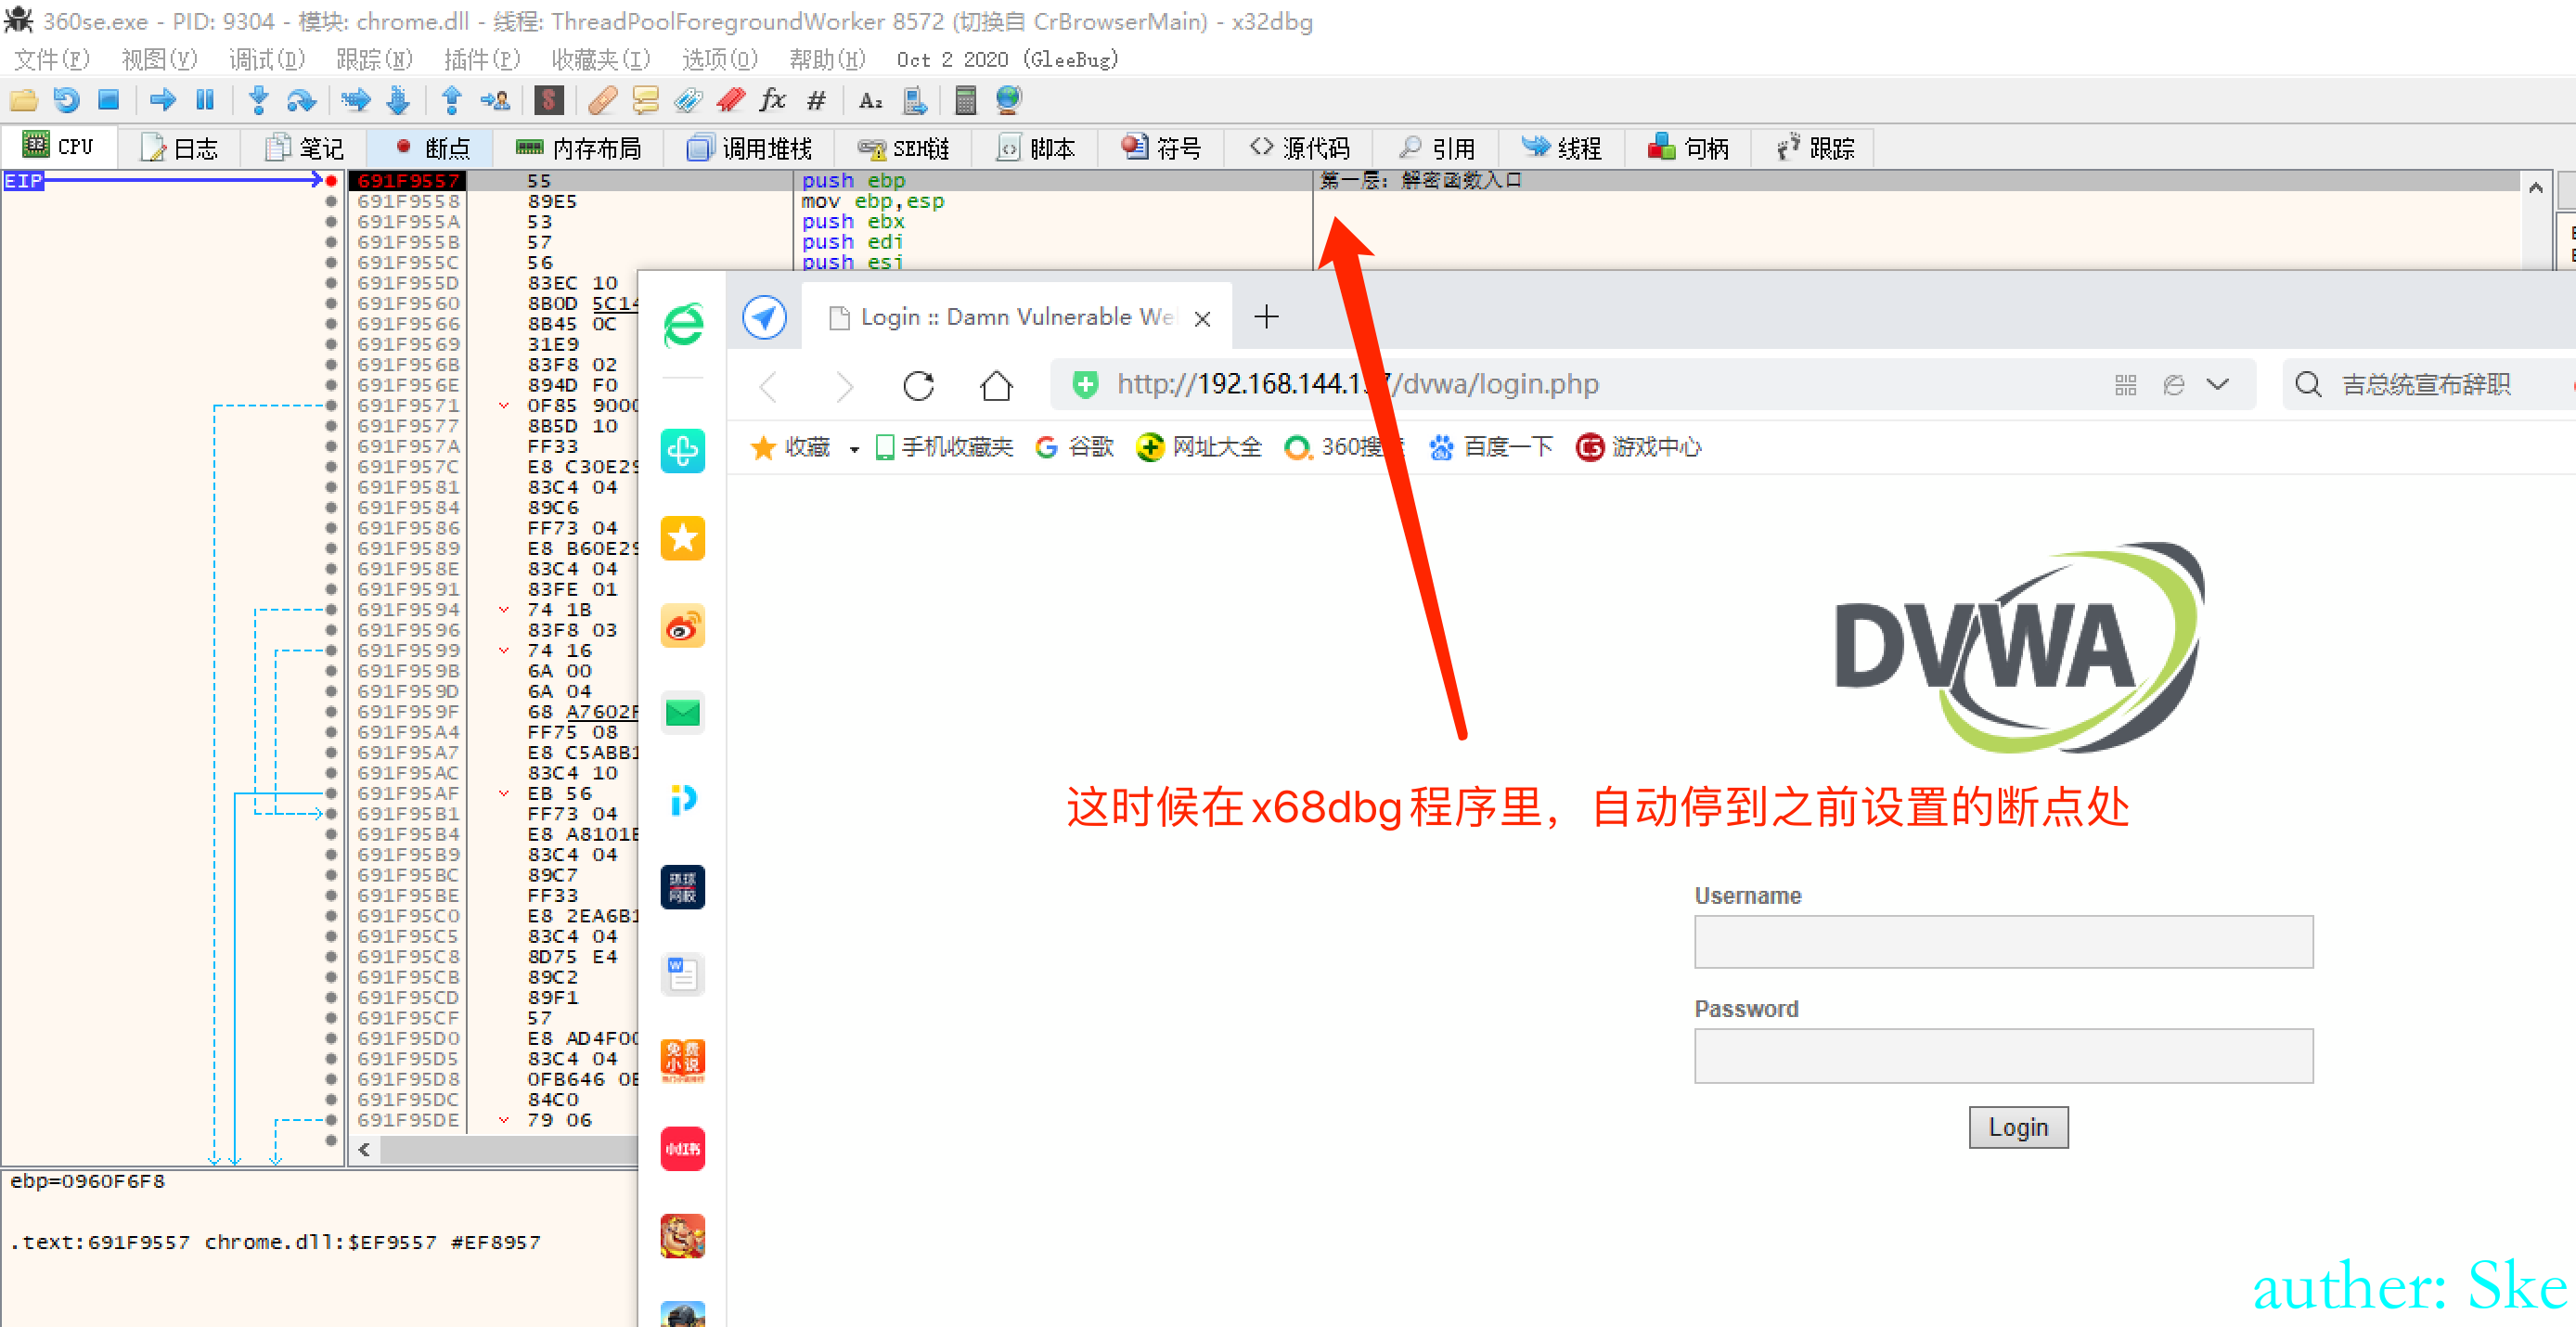 360se.exe - PID: 9304 - 模块: chrome.dll - 线程: ThreadPoolForegroundWorker 8572 (切换自 CrBrowserMain) - x32dbg
文件(F) 视图(V) 调试(D) 跟踪(N) 插件(P) 收藏夹(I) 选项(O) 帮助(H) Oct 2 2020 (GleeBug)
CPU 日志 笔记 断点 内存布局 调用堆栈 SEH链 脚本 符号 源代码 引用 线程 句柄 跟踪
EIP 691F9557 55 push ebp 第一层: 解密函数入口
691F9558 89E5 mov ebp,esp
691F955A 53 push ebx
691F955B 57 push edi
691F955C 56 push esi
691F955D 83EC 10
691F9560 8B0D 5C14
691F9566 8B45 0C
691F9569 31E9
691F956B 83F8 02
691F956E 894D F0
691F9571 0F85 9000
691F9577 8B5D 10
691F957A FF33
691F957C E8 C30E29
691F9581 83C4 04
691F9584 89C6
691F9586 FF73 04
691F9589 E8 B60E29
691F958E 83C4 04
691F9591 83FE 01
691F9594 74 1B
691F9596 83F8 03
691F9599 74 16
691F959B 6A 00
691F959D 6A 04
691F959F 68 A7602F
691F95A4 FF75 08
691F95A7 E8 C5ABB1
691F95AC 83C4 10
691F95AF EB 56
691F95B1 FF73 04
691F95B4 E8 A8101E
691F95B9 83C4 04
691F95BC 89C7
691F95BE FF33
691F95C0 E8 2EA6B1
691F95C5 83C4 04
691F95C8 8D75 E4
691F95CB 89C2
691F95CD 89F1
691F95CF 57
691F95D0 E8 AD4F00
691F95D5 83C4 04
691F95D8 0FB646 0B
691F95DC 84C0
691F95DE 79 06
ebp=0960F6F8
.text:691F9557 chrome.dll:$EF9557 #EF8957
Login :: Damn Vulnerable We
http://192.168.144.1 7/dvwa/login.php 吉总统宣布辞职
收藏 手机收藏夹 谷歌 网址大全 360搜 百度一下 游戏中心
环球
网校
免费
小说
小红书
DVWA
这时候在x68dbg程序里，自动停到之前设置的断点处
Username
Password
Login
auther: Ske